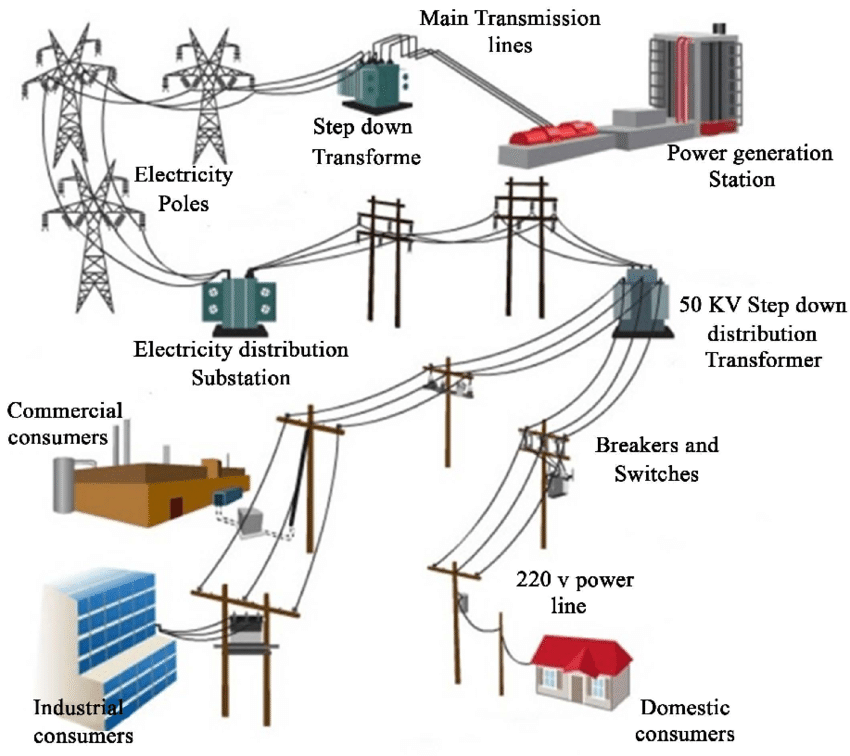 Main Transmission
lines
Step down
Transforme
Power generation
Station
Electricity
Poles
50 KV Step down
distribution
Transformer
Electricity distribution
Substation
Commercial
consumers
Breakers and
Switches
220 v power
line
Industrial
consumers
Domestic
consumers